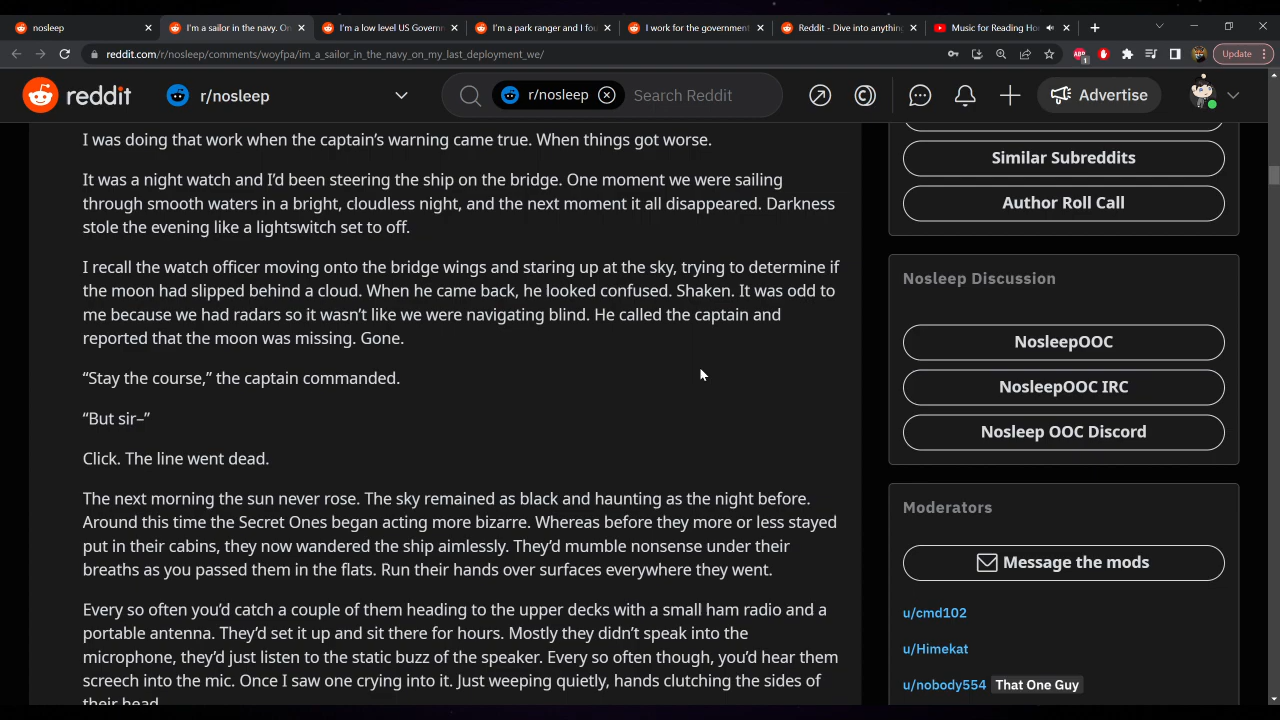 nosleep
I'm a sailor in the navy. On
I'm a low level US Governm
I'm a park ranger and I fou
I work for the government
Reddit - Dive into anything
Music for Reading Hou
reddit.com/r/nosleep/comments/woyfpa/im_a_sailor_in_the_navy_on_my_last_deployment_we/
ABP
1
Update
reddit
r/nosleep
r/nosleep
Search Reddit
Advertise
I was doing that work when the captain's warning came true. When things got worse.
It was a night watch and I'd been steering the ship on the bridge. One moment we were sailing
through smooth waters in a bright, cloudless night, and the next moment it all disappeared. Darkness
stole the evening like a lightswitch set to off.
I recall the watch officer moving onto the bridge wings and staring up at the sky, trying to determine if
the moon had slipped behind a cloud. When he came back, he looked confused. Shaken. It was odd to
me because we had radars so it wasn't like we were navigating blind. He called the captain and
reported that the moon was missing. Gone.
“Stay the course,” the captain commanded.
“But sir–”
Click. The line went dead.
The next morning the sun never rose. The sky remained as black and haunting as the night before.
Around this time the Secret Ones began acting more bizarre. Whereas before they more or less stayed
put in their cabins, they now wandered the ship aimlessly. They'd mumble nonsense under their
breaths as you passed them in the flats. Run their hands over surfaces everywhere they went.
Every so often you'd catch a couple of them heading to the upper decks with a small ham radio and a
portable antenna. They'd set it up and sit there for hours. Mostly they didn't speak into the
microphone, they'd just listen to the static buzz of the speaker. Every so often though, you'd hear them
screech into the mic. Once I saw one crying into it. Just weeping quietly, hands clutching the sides of
their head.
Similar Subreddits
Author Roll Call
Nosleep Discussion
NosleepOOC
NosleepOOC IRC
Nosleep OOC Discord
Moderators
Message the mods
u/cmd102
u/Himekat
u/nobody554 That One Guy